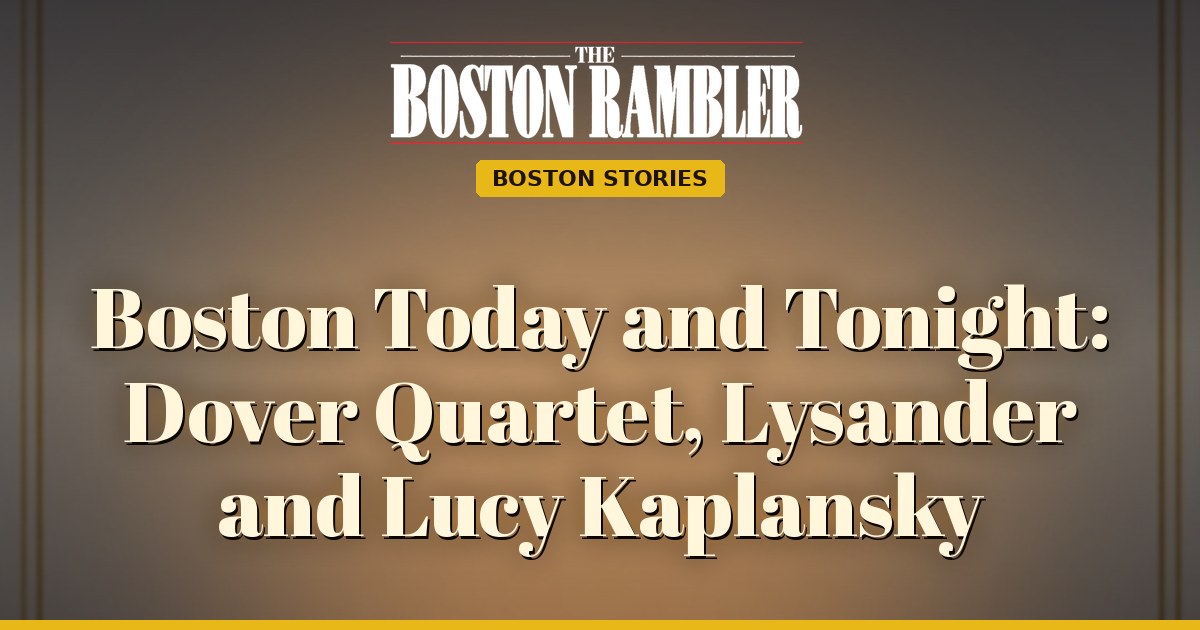 THE
BOSTON RAMBLER
BOSTON STORIES
Boston Today and Tonight:
Dover Quartet, Lysander
and Lucy Kaplansky